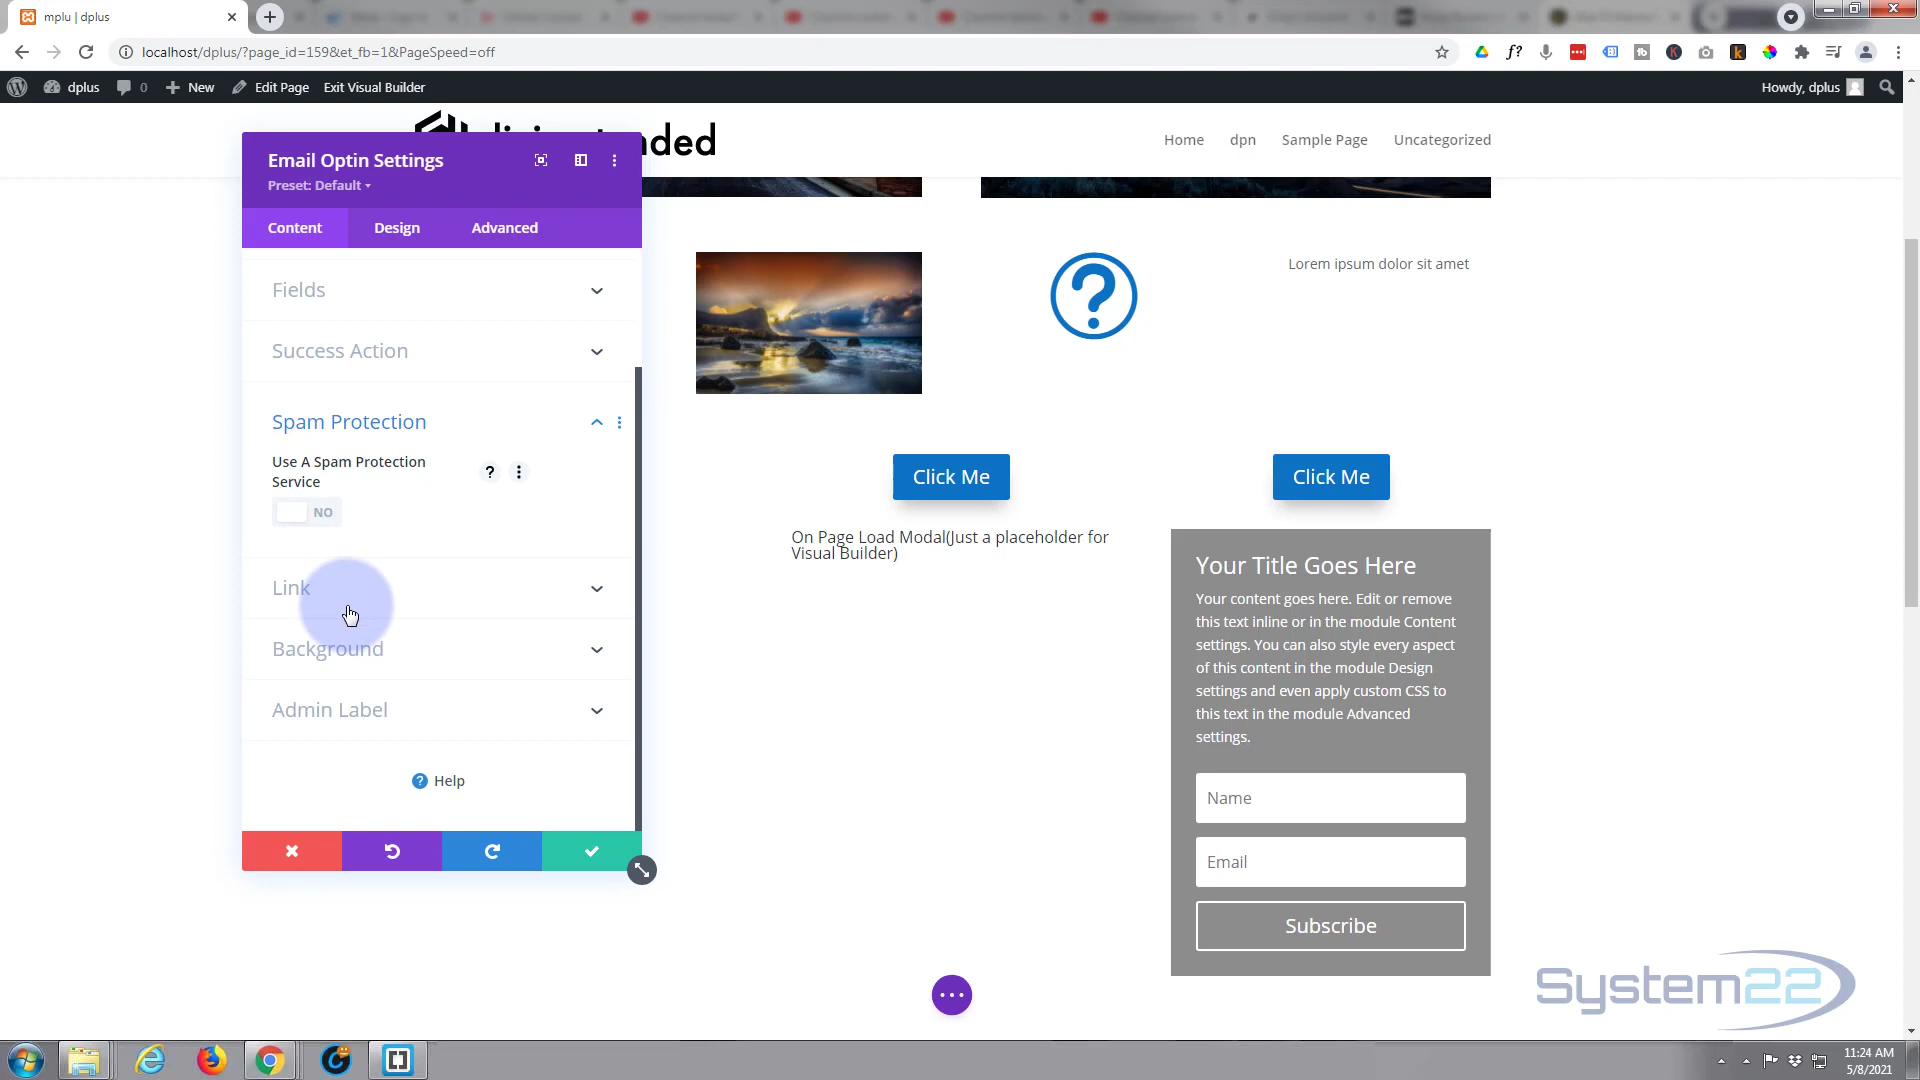 mplu | dplus
localhost/dplus/?page_id=159&et_fb=1&PageSpeed=off
dplus
0
New
Edit Page
Exit Visual Builder
Howdy, dplus
nded
Home
dpn
Sample Page
Uncategorized
Email Optin Settings
Preset: Default
Content
Design
Advanced
Fields
Success Action
Spam Protection
Use A Spam Protection
Service
?
NO
Link
Background
Admin Label
? Help
?
Lorem ipsum dolor sit amet
Click Me
Click Me
On Page Load Modal(Just a placeholder for
Visual Builder)
Your Title Goes Here
Your content goes here. Edit or remove
this text inline or in the module Content
settings. You can also style every aspect
of this content in the module Design
settings and even apply custom CSS to
this text in the module Advanced
settings.
Name
Email
Subscribe
System22
11:24 AM
5/8/2021